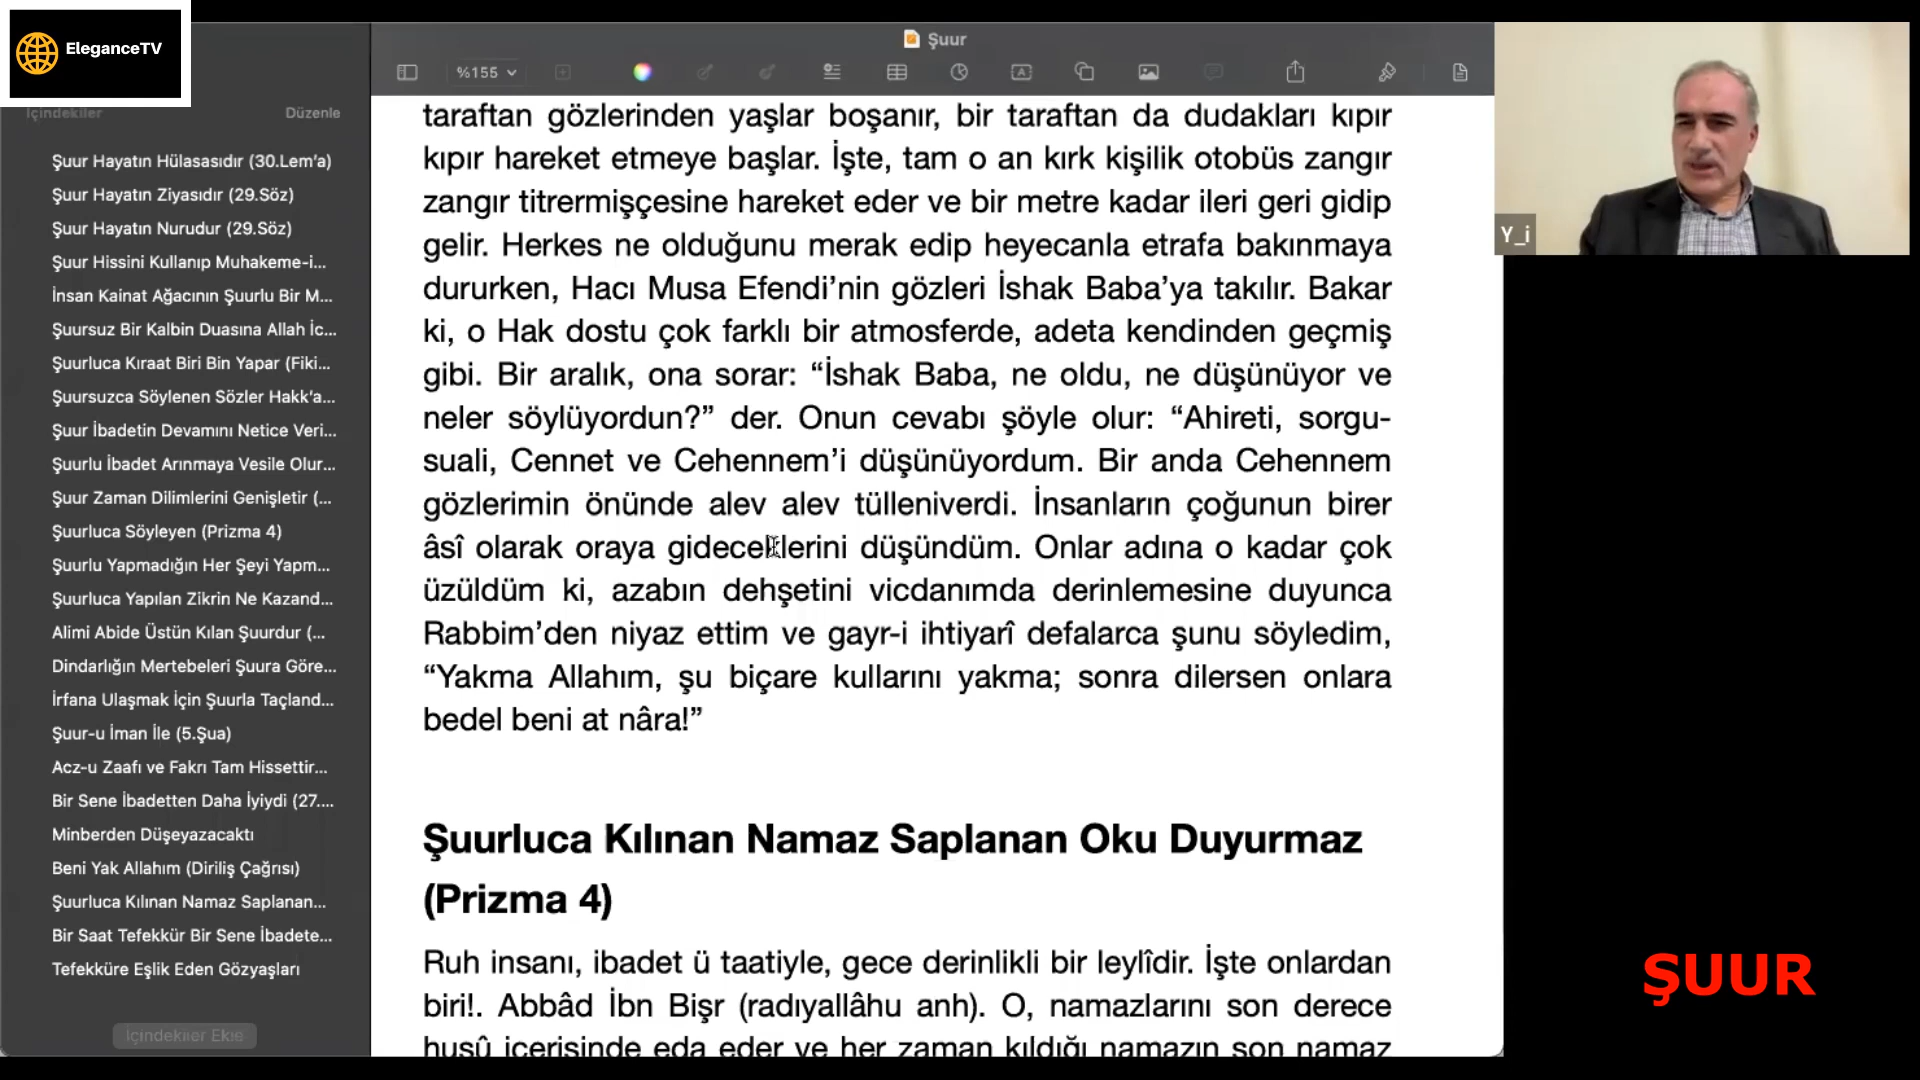 EleganceTV
Şuur
%155
İçindekiler
Düzenle
Şuur Hayatın Hülasasıdır (30.Lem’a)
Şuur Hayatın Ziyasıdır (29.Söz)
Şuur Hayatın Nurudur (29.Söz)
Şuur Hissini Kullanıp Muhakeme-i...
İnsan Kainat Ağacının Şuurlu Bir M...
Şuursuz Bir Kalbin Duasına Allah İc...
Şuurluca Kıraat Biri Bin Yapar (Fiki...
Şuursuzca Söylenen Sözler Hakk’a...
Şuur İbadetin Devamını Netice Veri...
Şuurlu İbadet Arınmaya Vesile Olur...
Şuur Zaman Dilimlerini Genişletir (...
Şuurluca Söyleyen (Prizma 4)
Şuurlu Yapmadığın Her Şeyi Yapm...
Şuurluca Yapılan Zikrin Ne Kazand...
Alimi Abide Üstün Kılan Şuurdur (...
Dindarlığın Mertebeleri Şuura Göre...
İrfana Ulaşmak İçin Şuurla Taçland...
Şuur-u İman İle (5.Şua)
Acz-u Zaafı ve Fakrı Tam Hissettir...
Bir Sene İbadetten Daha İyiydi (27....
Minberden Düşeyazacaktı
Beni Yak Allahım (Diriliş Çağrısı)
Şuurluca Kılınan Namaz Saplanan...
Bir Saat Tefekkür Bir Sene İbadete...
Tefekküre Eşlik Eden Gözyaşları
İçindekiler Ekle
taraftan gözlerinden yaşlar boşanır, bir taraftan da dudakları kıpır
kıpır hareket etmeye başlar. İşte, tam o an kırk kişilik otobüs zangır
zangır titrermişçesine hareket eder ve bir metre kadar ileri geri gidip
gelir. Herkes ne olduğunu merak edip heyecanla etrafa bakınmaya
dururken, Hacı Musa Efendi’nin gözleri İshak Baba’ya takılır. Bakar
ki, o Hak dostu çok farklı bir atmosferde, adeta kendinden geçmiş
gibi. Bir aralık, ona sorar: “İshak Baba, ne oldu, ne düşünüyor ve
neler söylüyordun?” der. Onun cevabı şöyle olur: “Ahireti, sorgu-
suali, Cennet ve Cehennem’i düşünüyordum. Bir anda Cehennem
gözlerimin önünde alev alev tülleniverdi. İnsanların çoğunun birer
âsî olarak oraya gideceklerini düşündüm. Onlar adına o kadar çok
üzüldüm ki, azabın dehşetini vicdanımda derinlemesine duyunca
Rabbim’den niyaz ettim ve gayr-i ihtiyarî defalarca şunu söyledim,
“Yakma Allahım, şu biçare kullarını yakma; sonra dilersen onlara
bedel beni at nâra!”
Şuurluca Kılınan Namaz Saplanan Oku Duyurmaz
(Prizma 4)
Ruh insanı, ibadet ü taatiyle, gece derinlikli bir leylîdir. İşte onlardan
biri!. Abbâd İbn Bişr (radıyallâhu anh). O, namazlarını son derece
huşû içerisinde eda eder ve her zaman kıldığı namazın son namaz
Y_i
ŞUUR